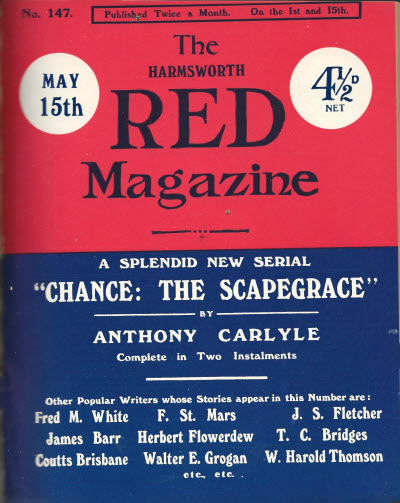 No. 147.
Published Twice a Month. On the 1st and 15th.
The
HARMSWORTH
RED
Magazine
MAY
15th
4½D
NET
A SPLENDID NEW SERIAL
"CHANCE: THE SCAPEGRACE"
BY
ANTHONY CARLYLE
Complete in Two Instalments
Other Popular Writers whose Stories appear in this Number are:
Fred M. White F. St. Mars J. S. Fletcher
James Barr Herbert Flowerdew T. C. Bridges
Coutts Brisbane Walter E. Grogan W. Harold Thomson
etc., etc.